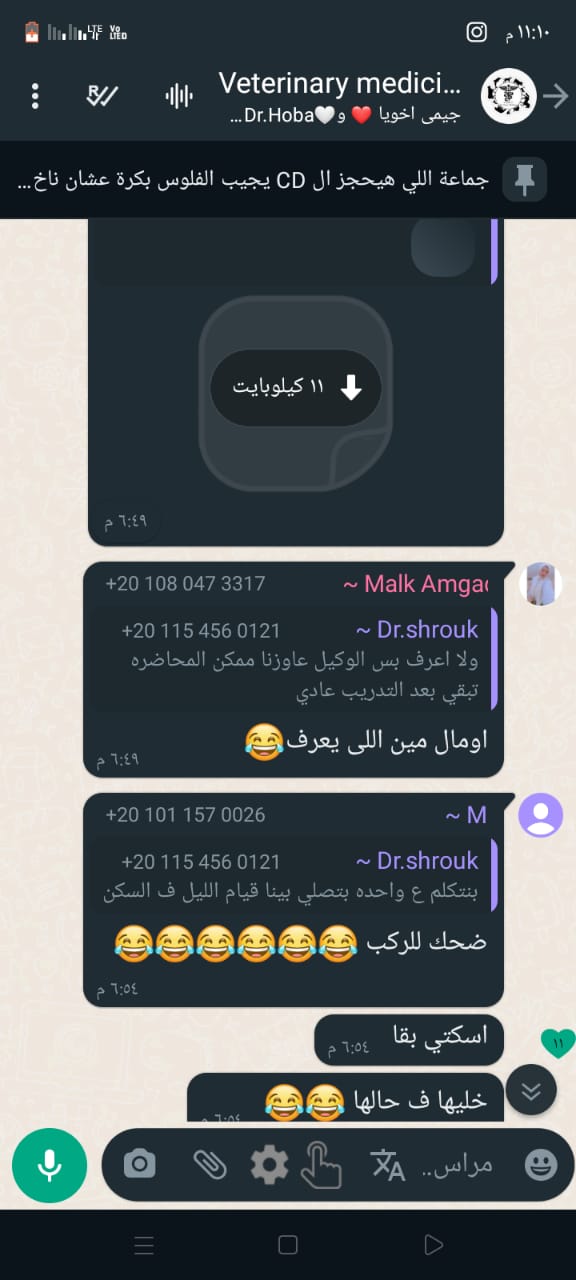 ١١:١٠ م
LTE
Vo LTED
Veterinary medici...
جيمى اخويا ❤️ و🤍Dr.Hoba...
جماعة اللي هيحجز ال CD يجيب الفلوس بكرة عشان ناخ...
١١ كيلوبايت
٦:٤٩ م
~ Malk Amgad +20 108 047 3317
~ Dr.shrouk +20 115 456 0121
ولا اعرف بس الوكيل عاوزنا ممكن المحاضره
تبقي بعد التدريب عادي
اومال مين اللى يعرف😂
٦:٤٩ م
~ M +20 101 157 0026
~ Dr.shrouk +20 115 456 0121
بنتكلم ع واحده بتصلي بينا قيام الليل ف السكن
ضحك للركب 😂😂😂😂😂😂
٦:٥٤ م
اسكتي بقا
٦:٥٤ م
١١
خليها ف حالها 😂😂
٦:٥٤ م
مراس..